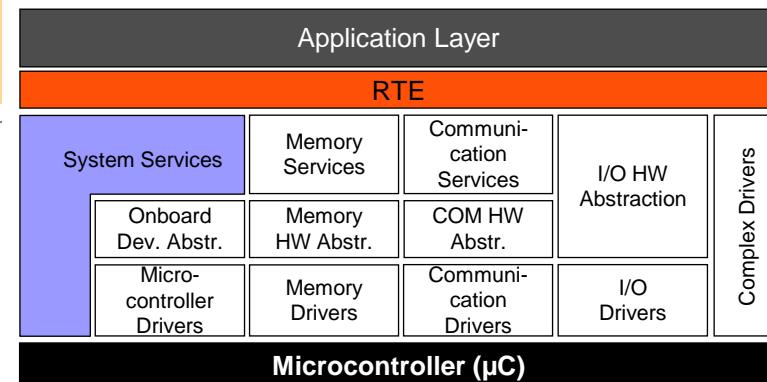 Application Layer
RTE
System Services
Memory
Services
Communi-
cation
Services
I/O HW
Abstraction
Complex Drivers
Onboard
Dev. Abstr.
Memory
HW Abstr.
COM HW
Abstr.
Micro-
controller
Drivers
Memory
Drivers
Communi-
cation
Drivers
I/O
Drivers
Microcontroller (µC)